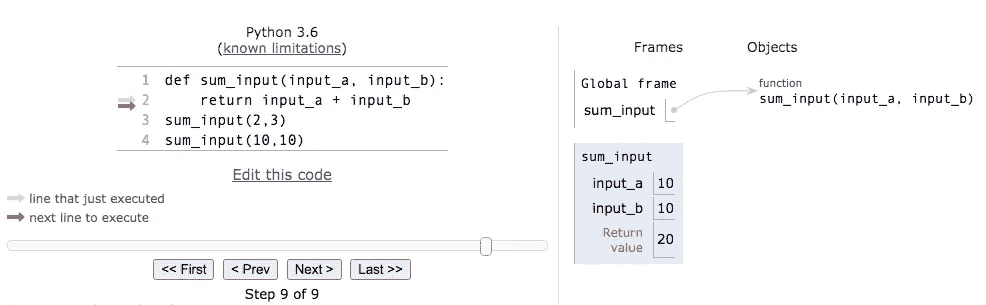 Python 3.6
(known limitations)
1 def sum_input(input_a, input_b):
2     return input_a + input_b
3 sum_input(2,3)
4 sum_input(10,10)
Edit this code
line that just executed
next line to execute
<< First
< Prev
Next >
Last >>
Step 9 of 9
Frames
Objects
Global frame
sum_input
function
sum_input(input_a, input_b)
sum_input
input_a 10
input_b 10
Return
value 20